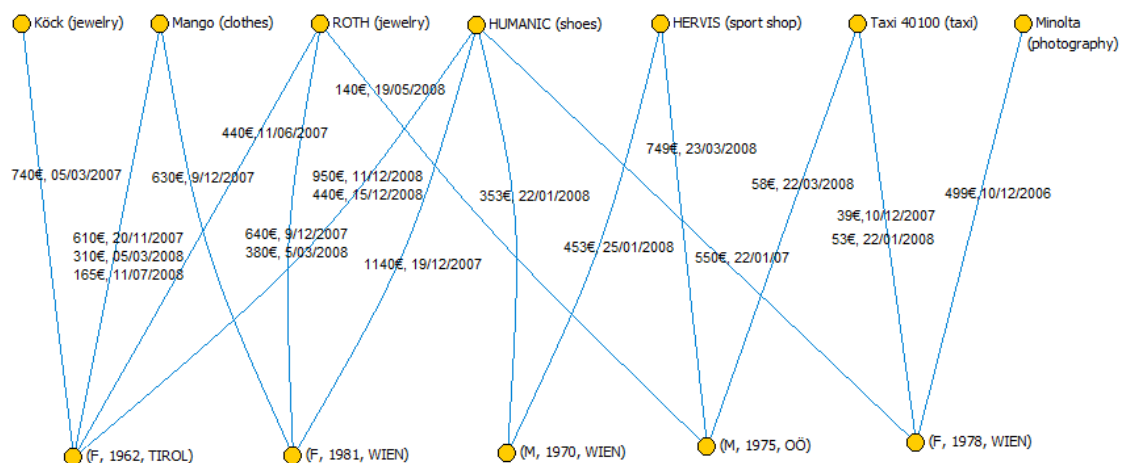 Köck (jewelry)
Mango (clothes)
ROTH (jewelry)
HUMANIC (shoes)
HERVIS (sport shop)
Taxi 40100 (taxi)
Minolta
(photography)
140€, 19/05/2008
440€,11/06/2007
749€, 23/03/2008
740€, 05/03/2007
630€, 9/12/2007
950€, 11/12/2008
440€, 15/12/2008
353€, 22/01/2008
58€, 22/03/2008
499€,10/12/2006
39€,10/12/2007
53€, 22/01/2008
610€, 20/11/2007
310€, 05/03/2008
165€, 11/07/2008
640€, 9/12/2007
380€, 5/03/2008
1140€, 19/12/2007
453€, 25/01/2008
550€, 22/01/07
(F, 1962, TIROL)
(F, 1981, WIEN)
(M, 1970, WIEN)
(M, 1975, OÖ)
(F, 1978, WIEN)